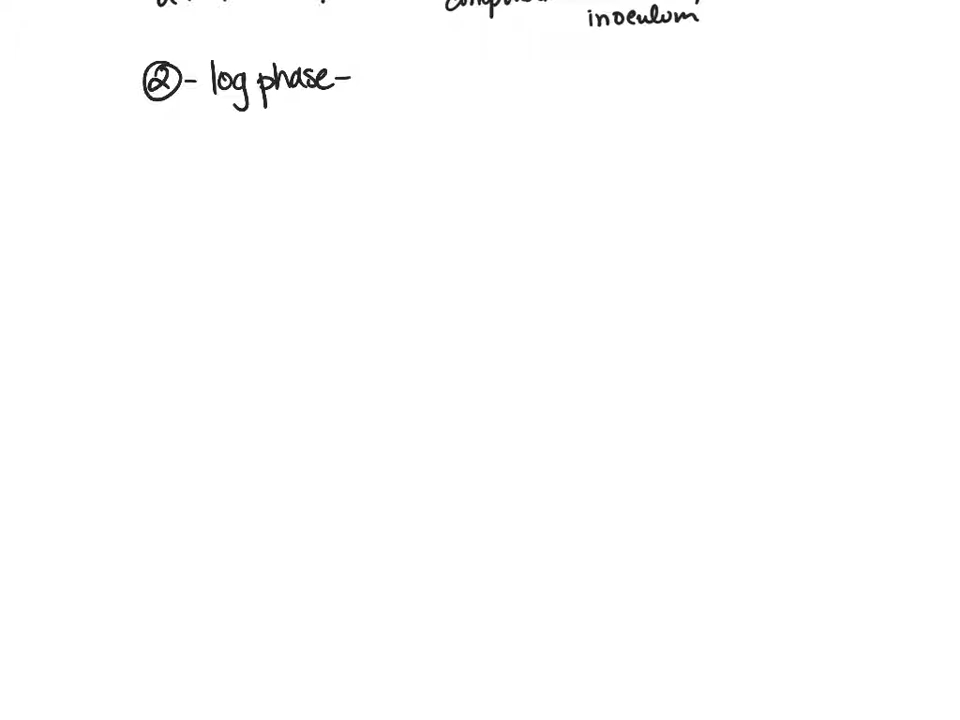 inoculum
②- log phase-